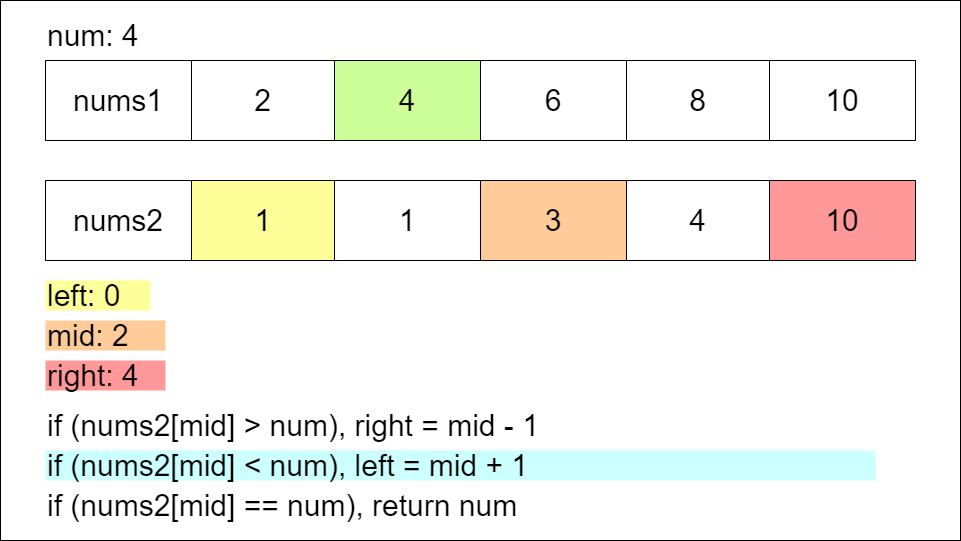 num: 4
nums1 2 4 6 8 10
nums2 1 1 3 4 10
left: 0
mid: 2
right: 4
if (nums2[mid] > num), right = mid - 1
if (nums2[mid] < num), left = mid + 1
if (nums2[mid] == num), return num